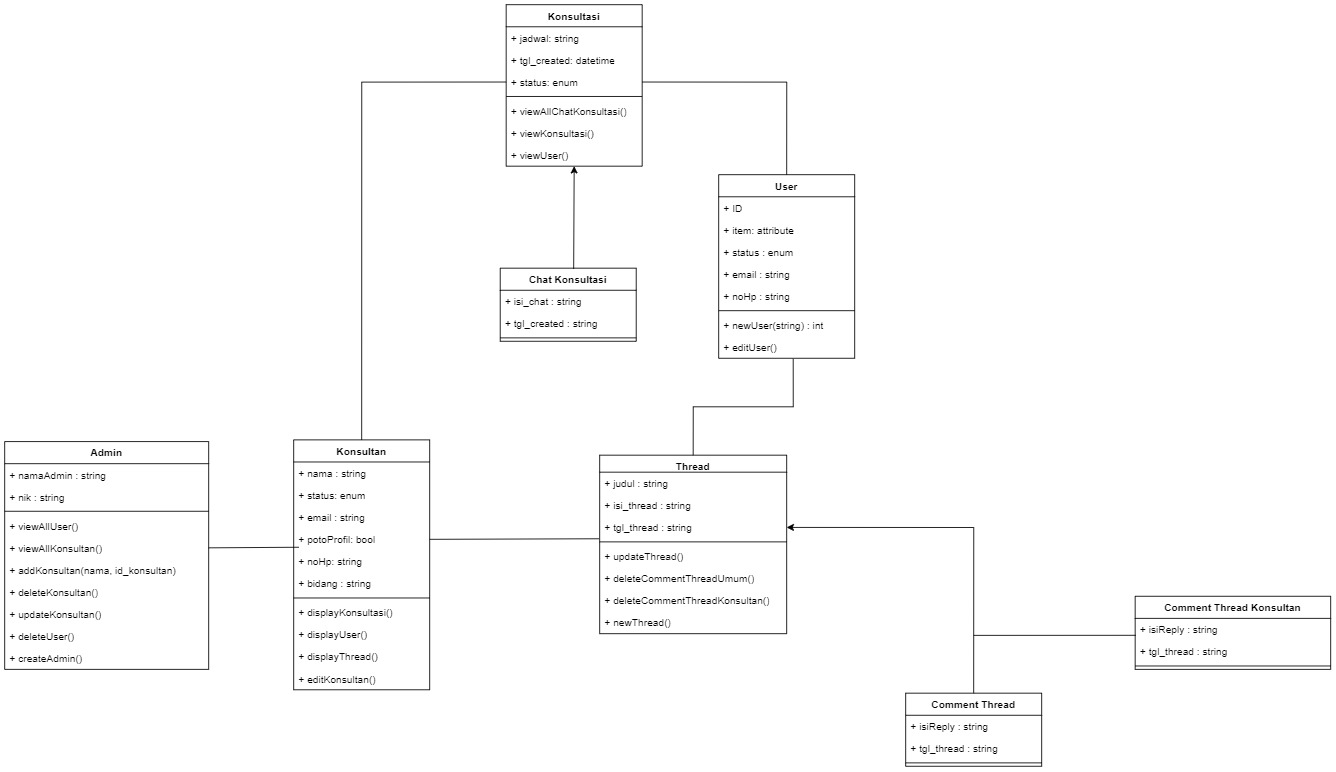 Konsultasi
+ jadwal: string
+ tgl_created: datetime
+ status: enum
+ viewAllChatKonsultasi()
+ viewKonsultasi()
+ viewUser()
User
+ ID
+ item: attribute
+ status : enum
+ email : string
+ noHp : string
+ newUser(string) : int
+ editUser()
Chat Konsultasi
+ isi_chat : string
+ tgl_created : string
Admin
+ namaAdmin : string
+ nik : string
+ viewAllUser()
+ viewAllKonsultan()
+ addKonsultan(nama, id_konsultan)
+ deleteKonsultan()
+ updateKonsultan()
+ deleteUser()
+ createAdmin()
Konsultan
+ nama : string
+ status: enum
+ email : string
+ potoProfil: bool
+ noHp: string
+ bidang : string
+ displayKonsultasi()
+ displayUser()
+ displayThread()
+ editKonsultan()
Thread
+ judul : string
+ isi_thread : string
+ tgl_thread : string
+ updateThread()
+ deleteCommentThreadUmum()
+ deleteCommentThreadKonsultan()
+ newThread()
Comment Thread Konsultan
+ isiReply : string
+ tgl_thread : string
Comment Thread
+ isiReply : string
+ tgl_thread : string